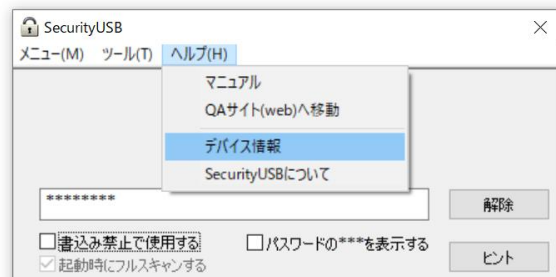 SecurityUSB
メニュー(M) ツール(T) ヘルプ(H)
マニュアル
QAサイト(web)へ移動
デバイス情報
SecurityUSBについて
********
解除
書込み禁止で使用する
パスワードの***を表示する
起動時にフルスキャンする
ヒント